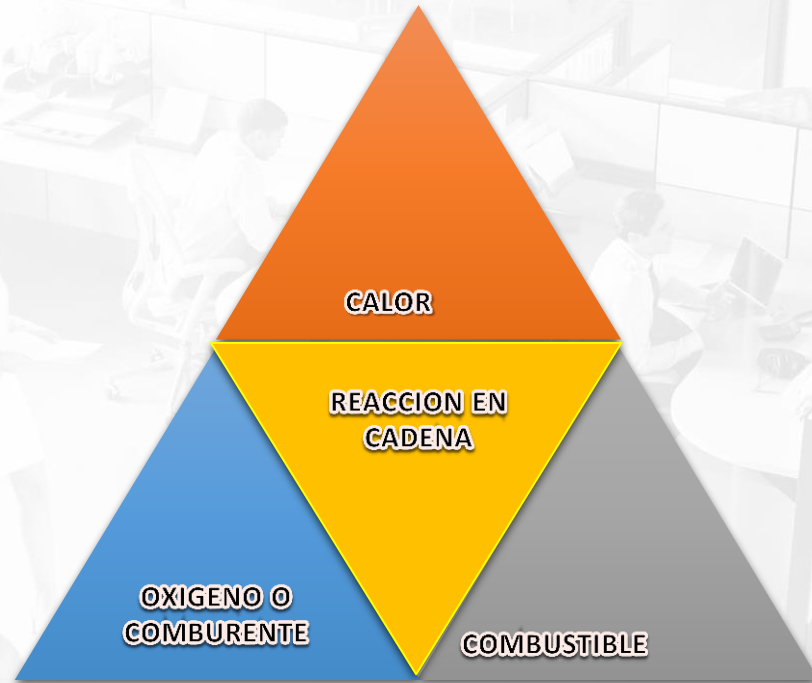 CALOR
REACCION EN
CADENA
OXIGENO O
COMBURENTE
COMBUSTIBLE